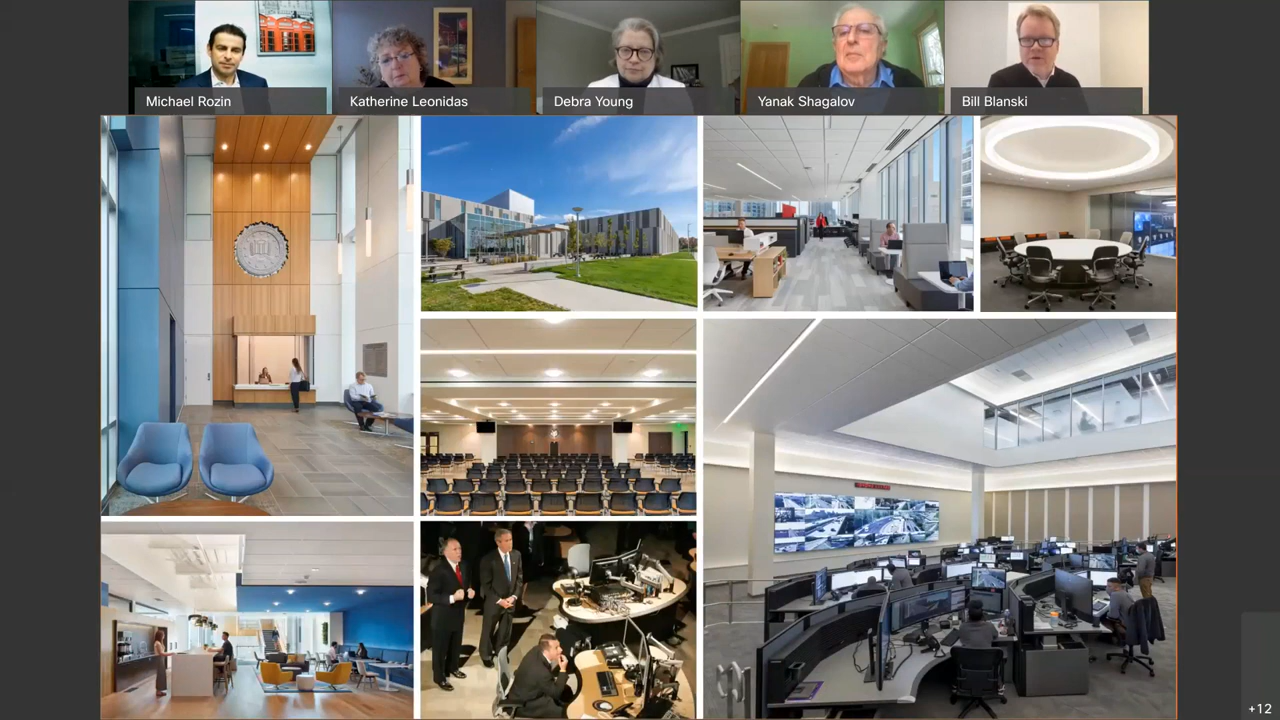 Michael Rozin
Katherine Leonidas
Debra Young
Yanak Shagalov
Bill Blanski
+12